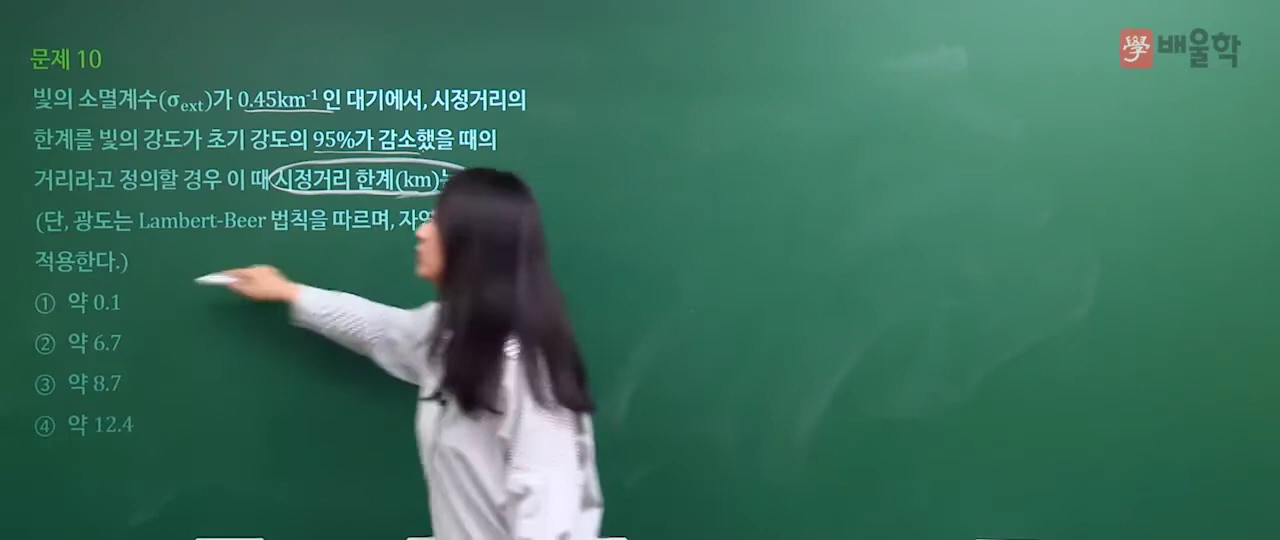 學 배울학
문제 10
빛의 소멸계수(σext)가 0.45km-1 인 대기에서, 시정거리의
한계를 빛의 강도가 초기 강도의 95%가 감소했을 때의
거리라고 정의할 경우 이 때 시정거리 한계(km)는
(단, 광도는 Lambert-Beer 법칙을 따르며,
적용한다.)
① 약 0.1
② 약 6.7
③ 약 8.7
④ 약 12.4